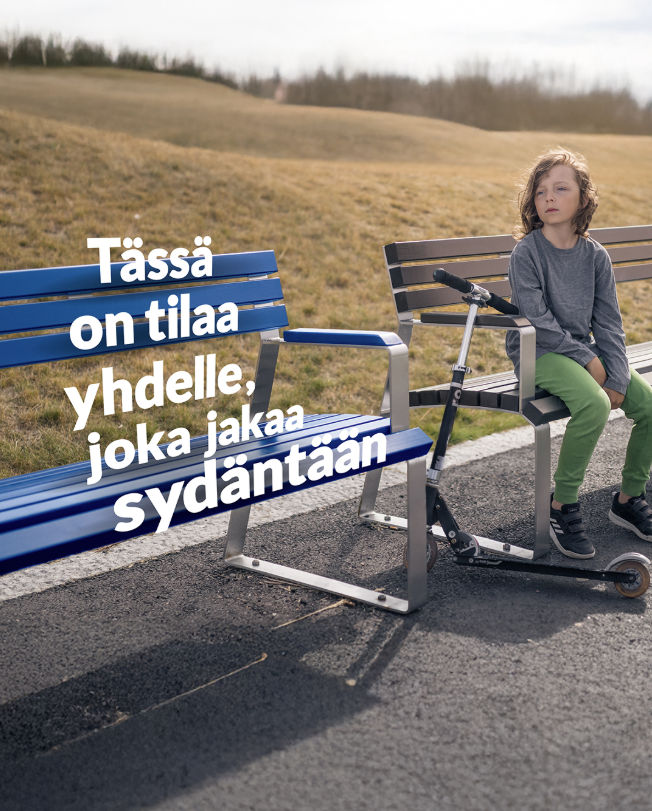 Tässä
on tilaa
yhdelle,
joka jakaa
sydäntään